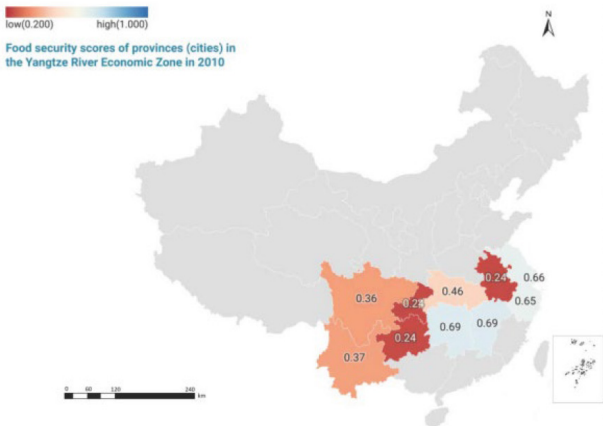 low(0.200) high(1.000)
Food security scores of provinces (cities) in
the Yangtze River Economic Zone in 2010
N
0.24 0.66
0.36 0.46
0.24 0.65
0.69 0.69
0.24
0.37
0 60 120 240
km